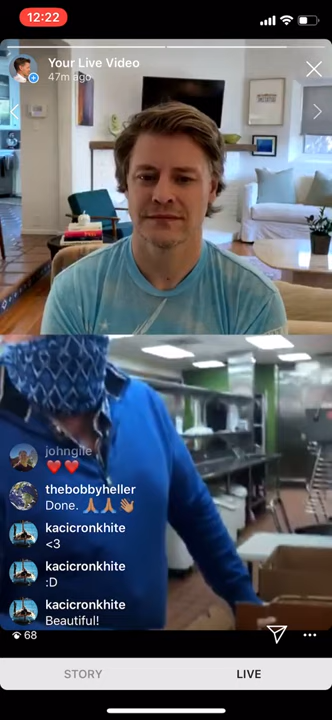 12:22
Your Live Video
47m ago
johngile
❤️❤️
thebobbyheller
Done. 🙏🏽🙏🏽👋🏽
kacicronkhite
<3
kacicronkhite
:D
kacicronkhite
Beautiful!
68
STORY
LIVE